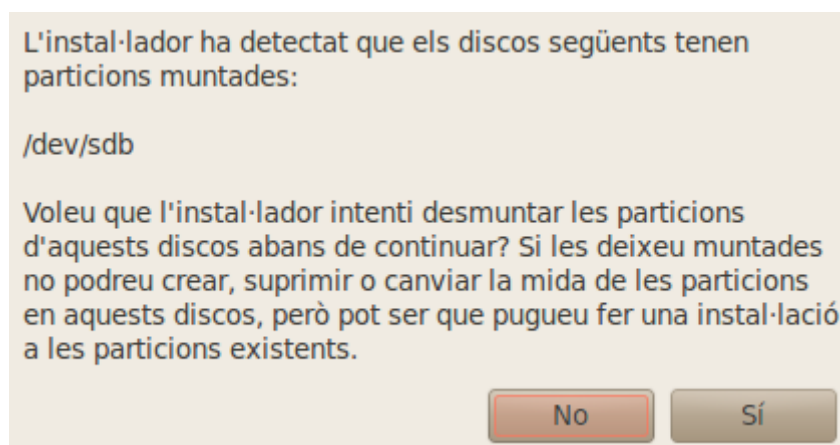 L'instal·lador ha detectat que els discos següents tenen
particions muntades:
/dev/sdb
Voleu que l'instal·lador intenti desmuntar les particions
d'aquests discos abans de continuar? Si les deixeu muntades
no podreu crear, suprimir o canviar la mida de les particions
en aquests discos, però pot ser que pugueu fer una instal·lació
a les particions existents.
No
Sí